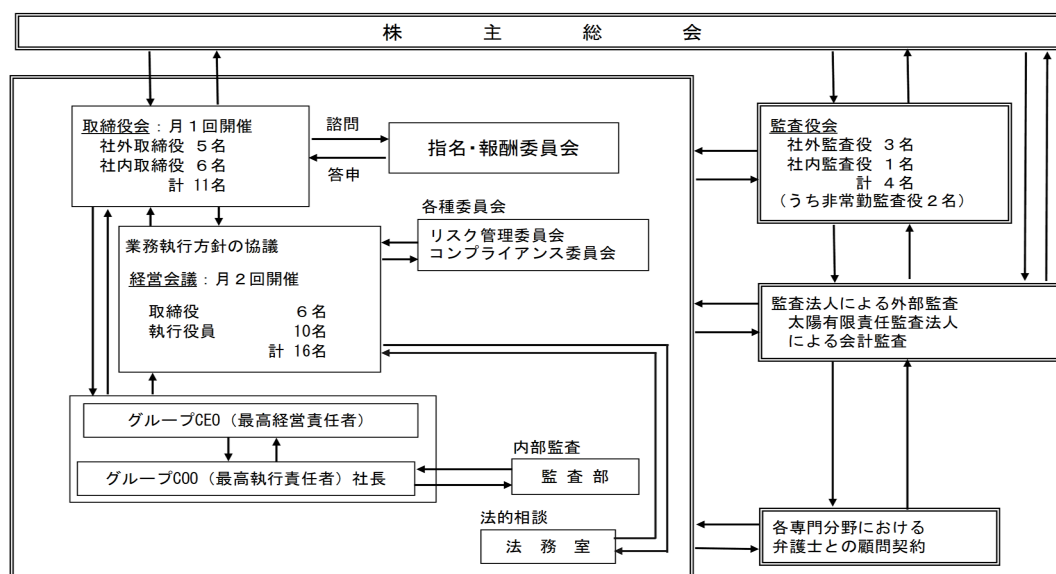 株主総会
取締役会：月１回開催
社外取締役 ５名
社内取締役 ６名
計 11名
諮問
答申
指名・報酬委員会
監査役会
社外監査役 ３名
社内監査役 １名
計 ４名
（うち非常勤監査役２名）
各種委員会
リスク管理委員会
コンプライアンス委員会
業務執行方針の協議
経営会議：月２回開催
取締役 ６名
執行役員 10名
計 16名
監査法人による外部監査
太陽有限責任監査法人
による会計監査
グループCEO（最高経営責任者）
グループCOO（最高執行責任者）社長
内部監査
監査部
法的相談
法務室
各専門分野における
弁護士との顧問契約